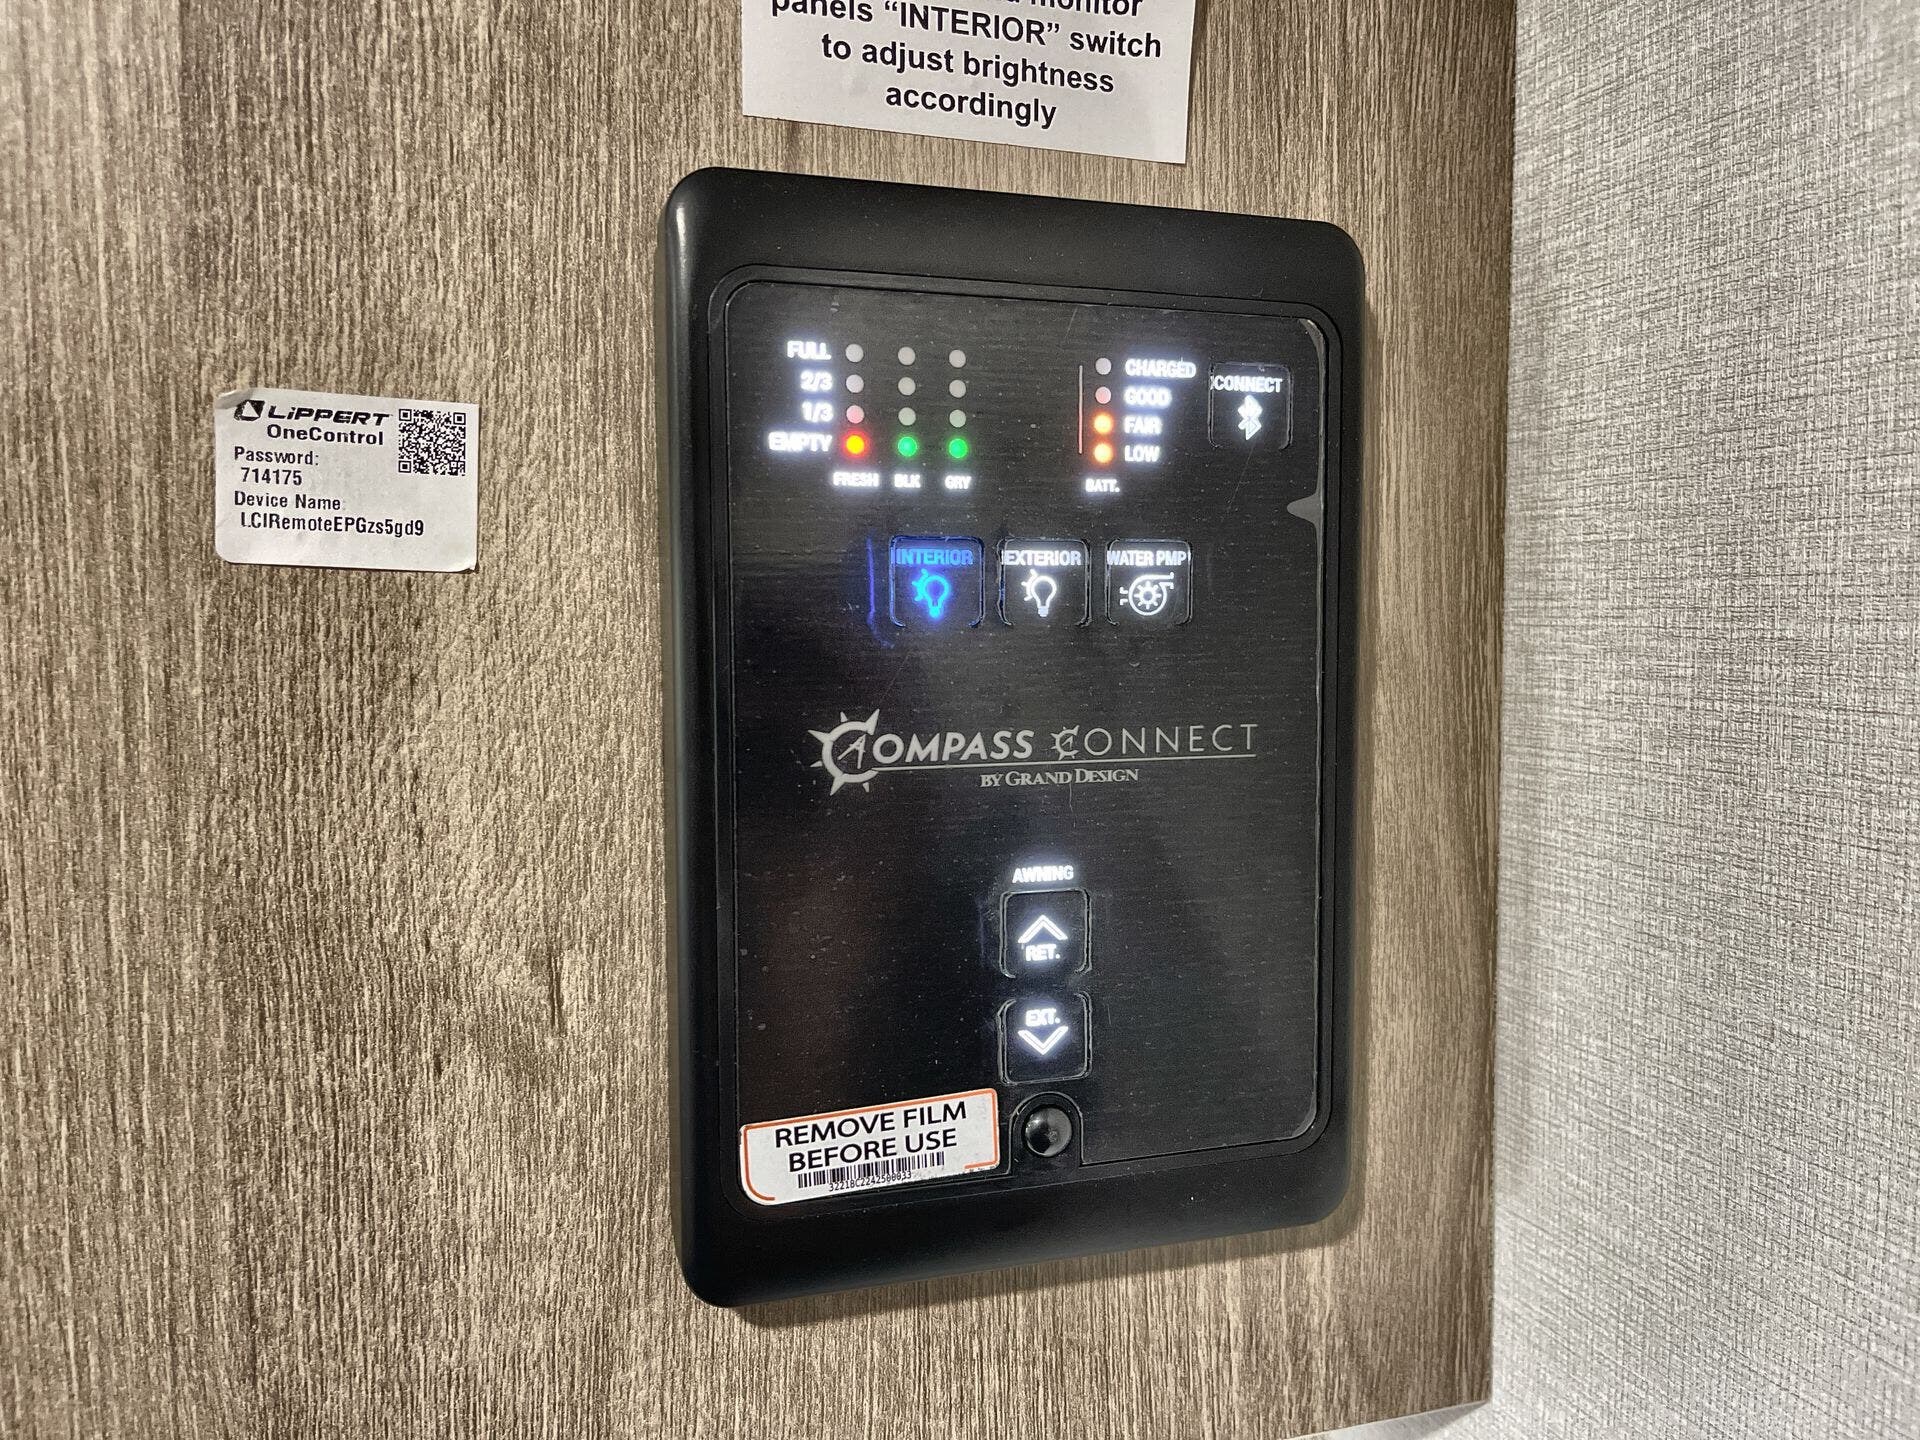 monitor
panels “INTERIOR” switch
to adjust brightness
accordingly
LiPPERT
OneControl
Password:
714175
Device Name:
LCIRemoteEPGzs5gd9
FULL
2/3
1/3
EMPTY
FRESH BLK GRY
CHARGED
GOOD
FAIR
LOW
BATT.
CONNECT
INTERIOR EXTERIOR WATER PMP
COMPASS CONNECT
BY GRAND DESIGN
AWNING
RET.
EXT.
REMOVE FILM
BEFORE USE